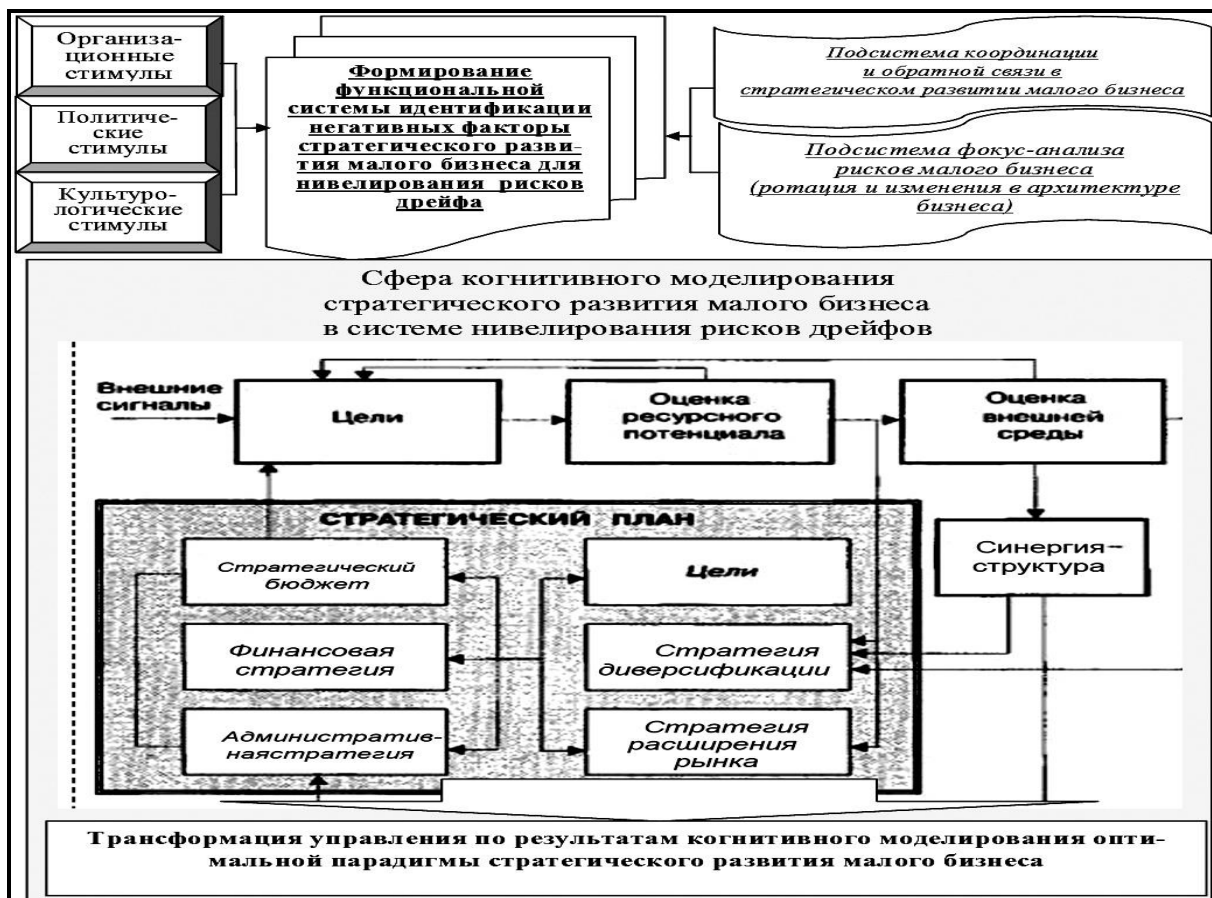 Организа-
ционные
стимулы
Политиче-
ские
стимулы
Культуро-
логические
стимулы
Формирование
функциональной
системы идентификации
негативных факторы
стратегического разви-
тия малого бизнеса для
нивелирования рисков
дрейфа
Подсистема координации
и обратной связи в
стратегическом развитии малого бизнеса
Подсистема фокус-анализа
рисков малого бизнеса
(ротация и изменения в архитектуре
бизнеса)
Сфера когнитивного моделирования
стратегического развития малого бизнеса
в системе нивелирования рисков дрейфов
Внешние
сигналы
Цели
Оценка
ресурсного
потенциала
Оценка
внешней
среды
СТРАТЕГИЧЕСКИЙ ПЛАН
Стратегический
бюджет
Цели
Синергия–
структура
Финансовая
стратегия
Стратегия
диверсификации
Административ-
наястратегия
Стратегия
расширения
рынка
Трансформация управления по результатам когнитивного моделирования опти-
мальной парадигмы стратегического развития малого бизнеса